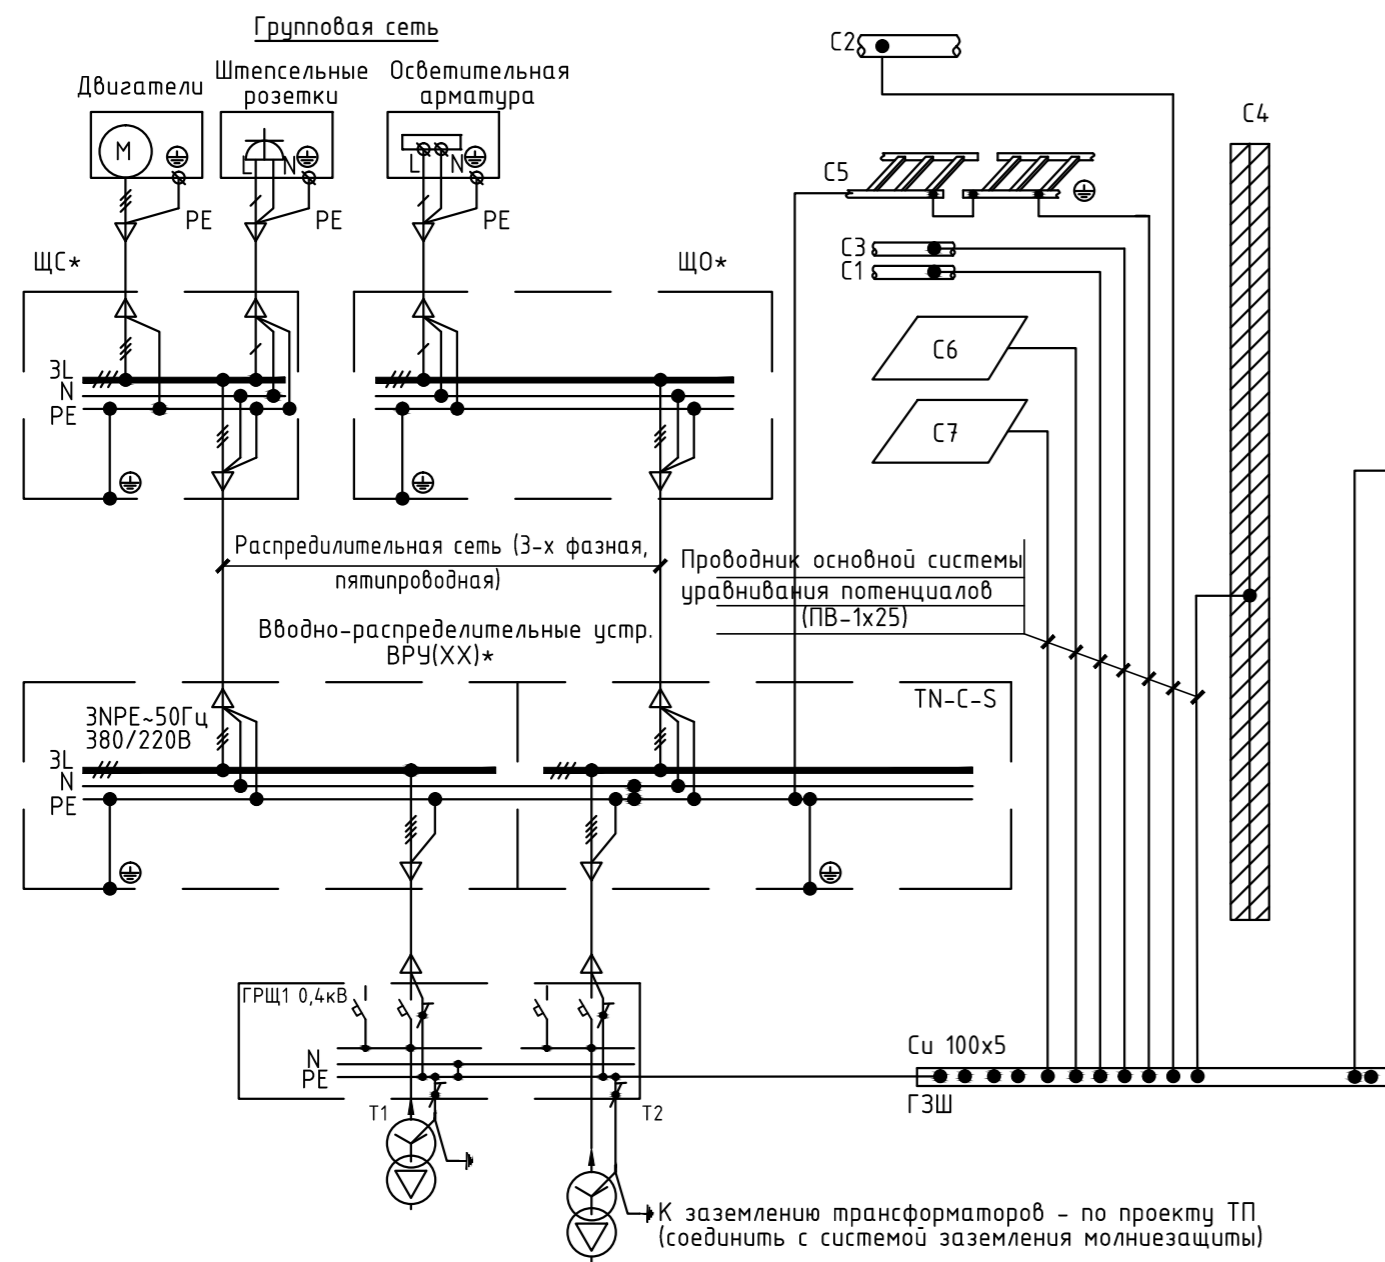 Групповая сеть
Двигатели
Штепсельные
розетки
Осветительная
арматура
M
L N
L N
PE
PE
PE
ЩС*
ЩО*
3L
N
PE
Распредилительная сеть (3-х фазная,
пятипроводная)
Вводно-распределительные устр.
ВРУ(ХХ)*
Проводник основной системы
уравнивания потенциалов
(ПВ-1х25)
C2
C4
C5
C3
C1
C6
C7
3NPE~50Гц
380/220В
TN-C-S
3L
N
PE
ГРЩ1 0,4кВ
N
PE
T1
T2
Cu 100x5
ГЗШ
К заземлению трансформаторов - по проекту ТП
(соединить с системой заземления молниезащиты)